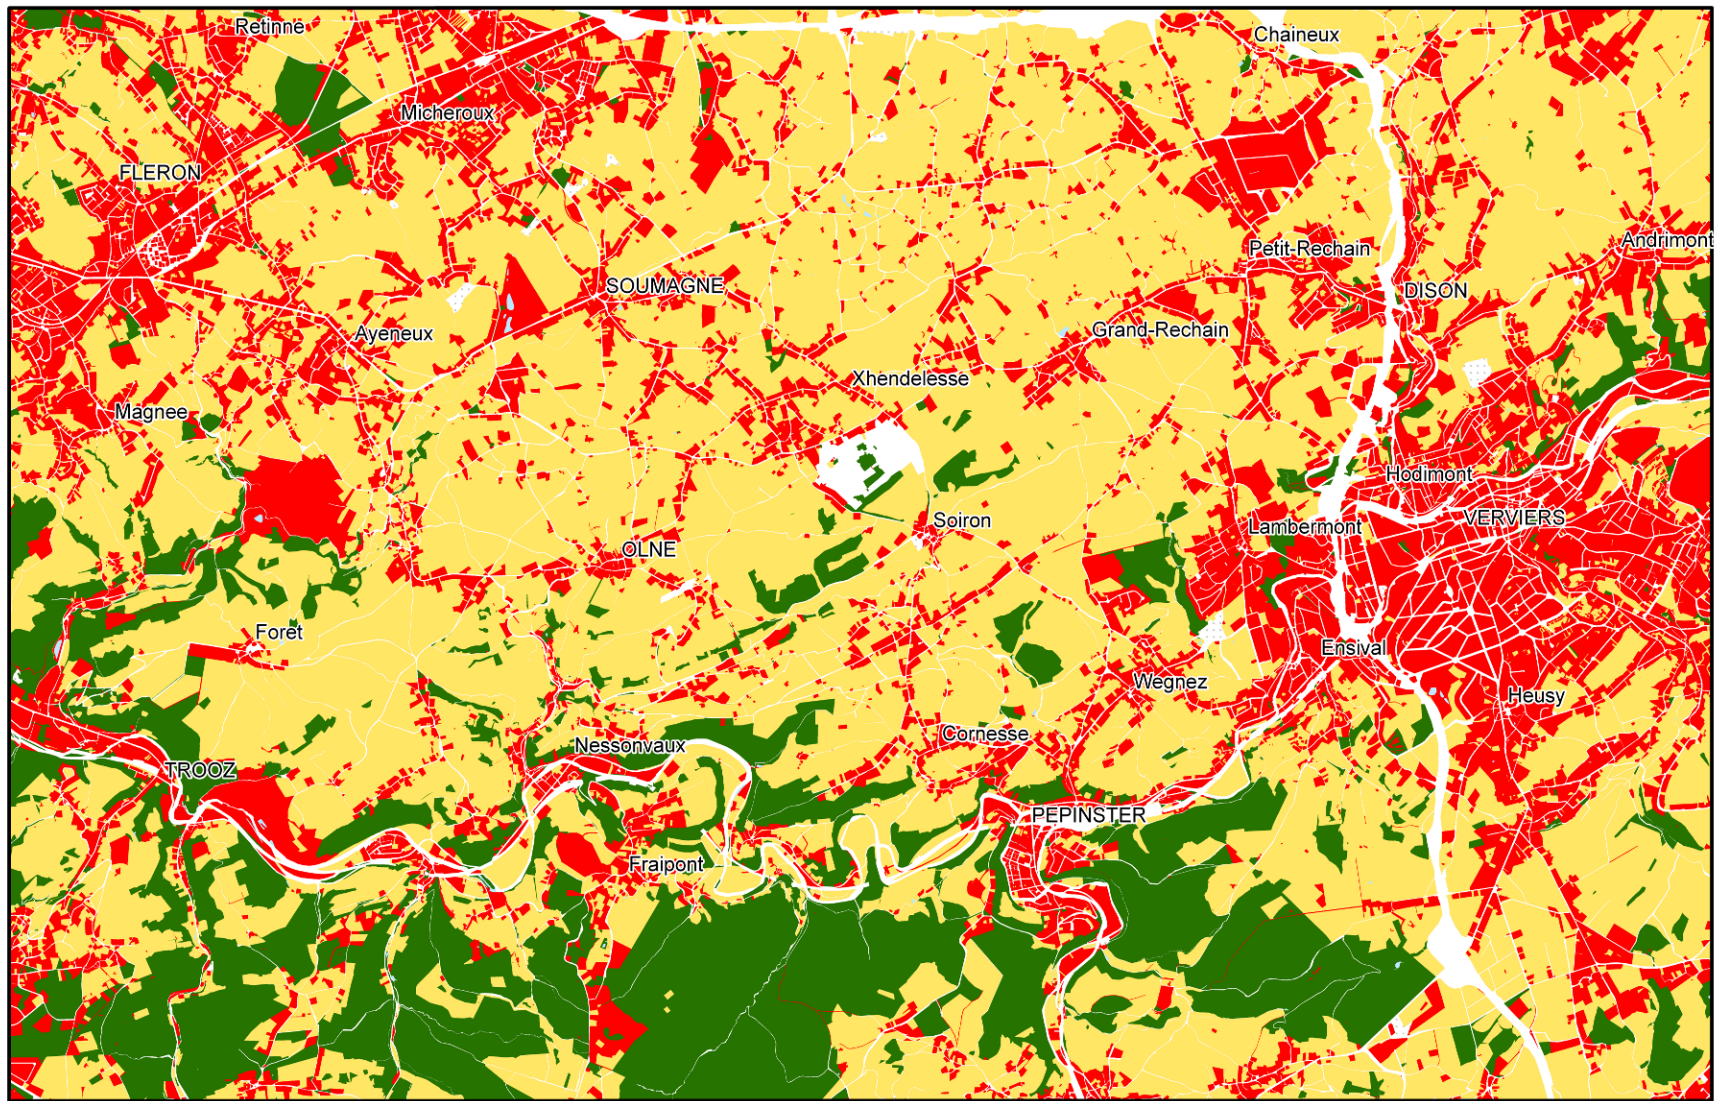 Retinne
Chaineux
Micheroux
FLERON
Andrimont
Petit-Rechain
SOUMAGNE
DISON
Grand-Rechain
Ayeneux
Xhendelesse
Magnee
Hodimont
VERVIERS
Soiron
Lambermont
OLNE
Foret
Ensival
Wegnez
Heusy
Cornesse
Nessonvaux
TROOZ
PEPINSTER
Fraipont